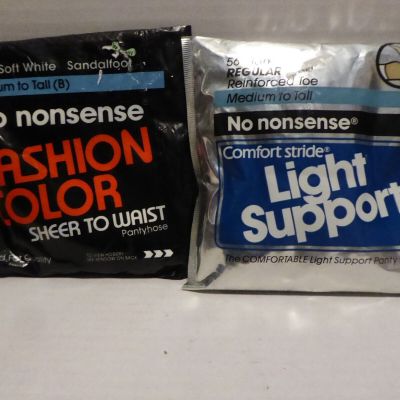 Soft White Sandalfoot
um to Tall (B)
o nonsense
ASHION
COLOR
SHEER TO WAIST
Pantyhose
56
REGULAR
Reinforced Toe
Medium to Tall
No nonsense®
Comfort stride®
Light
Support
The COMFORTABLE Light Support Panty